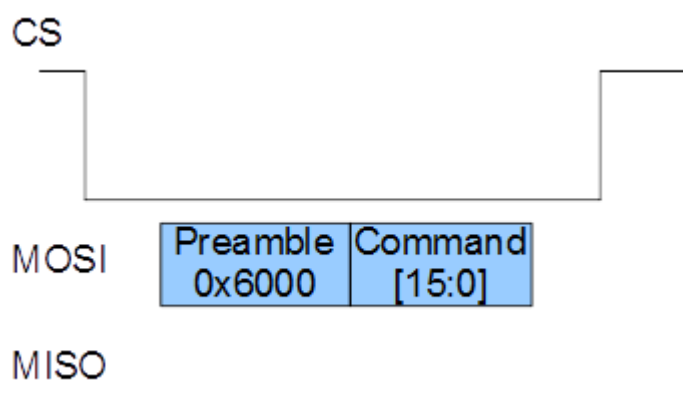 CS
MOSI
Preamble
0x6000
Command
[15:0]
MISO